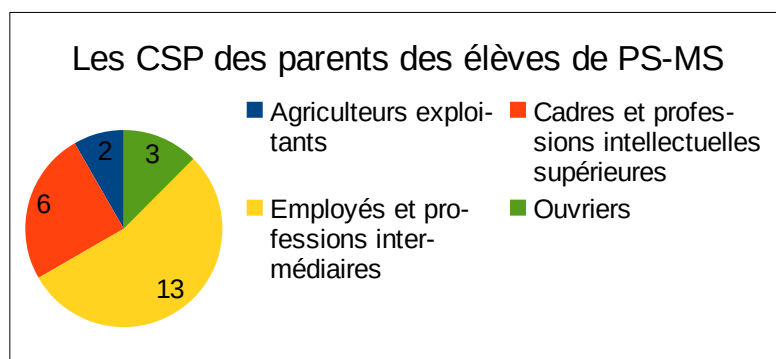 Les CSP des parents des élèves de PS-MS
Agriculteurs exploi-
tants
Cadres et profes-
sions intellectuelles
supérieures
Employés et pro-
fessions inter-
médiaires
Ouvriers
2
3
6
13